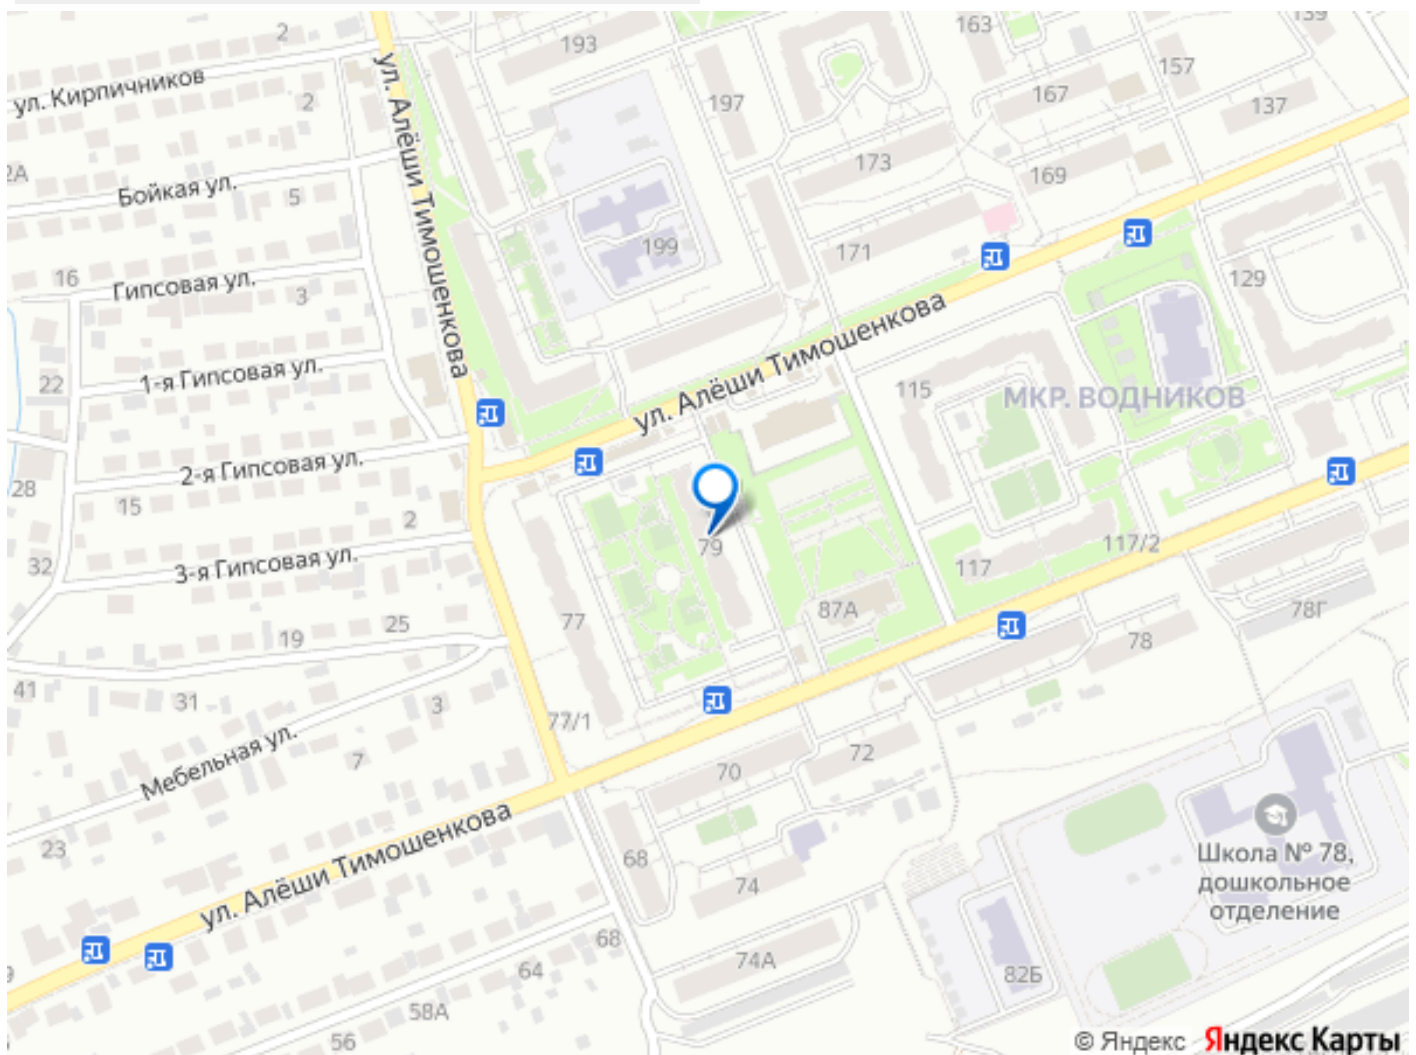 2
193
163
139
ул. Кирпичников
2
197
167
157
137
2А
Бойкая ул.
5
ул. Алёши Тимошенкова
173
169
16
Гипсовая ул.
3
199
171
129
22
1-я Гипсовая ул.
ул. Алёши Тимошенкова
115
МКР. ВОДНИКОВ
28
2-я Гипсовая ул.
15
2
79
117/2
32
3-я Гипсовая ул.
117
77
87А
78
78Г
19
25
41
31
3
77/1
Мебельная ул.
7
70
72
23
ул. Алёши Тимошенкова
68
74
Школа № 78,
дошкольное
отделение
9
64
68
74А
82Б
58А
56
© Яндекс Яндекс Карты